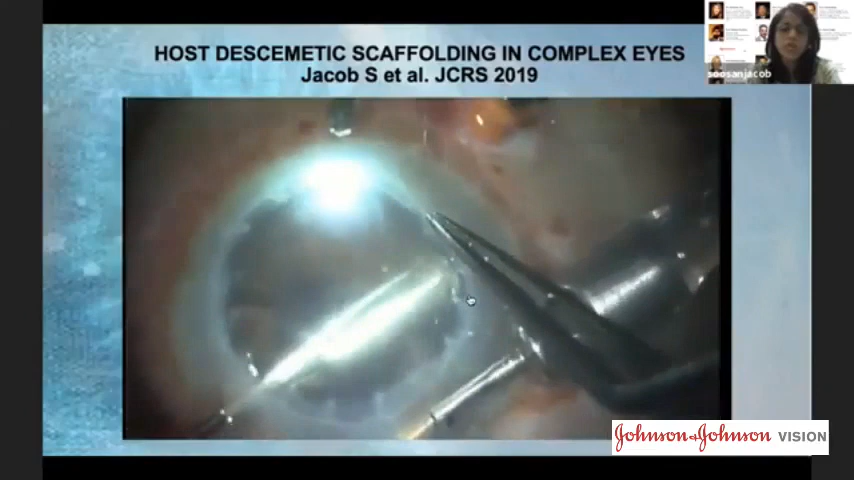 HOST DESCEMETIC SCAFFOLDING IN COMPLEX EYES
Jacob S et al. JCRS 2019
soosanjacob
Johnson+Johnson VISION